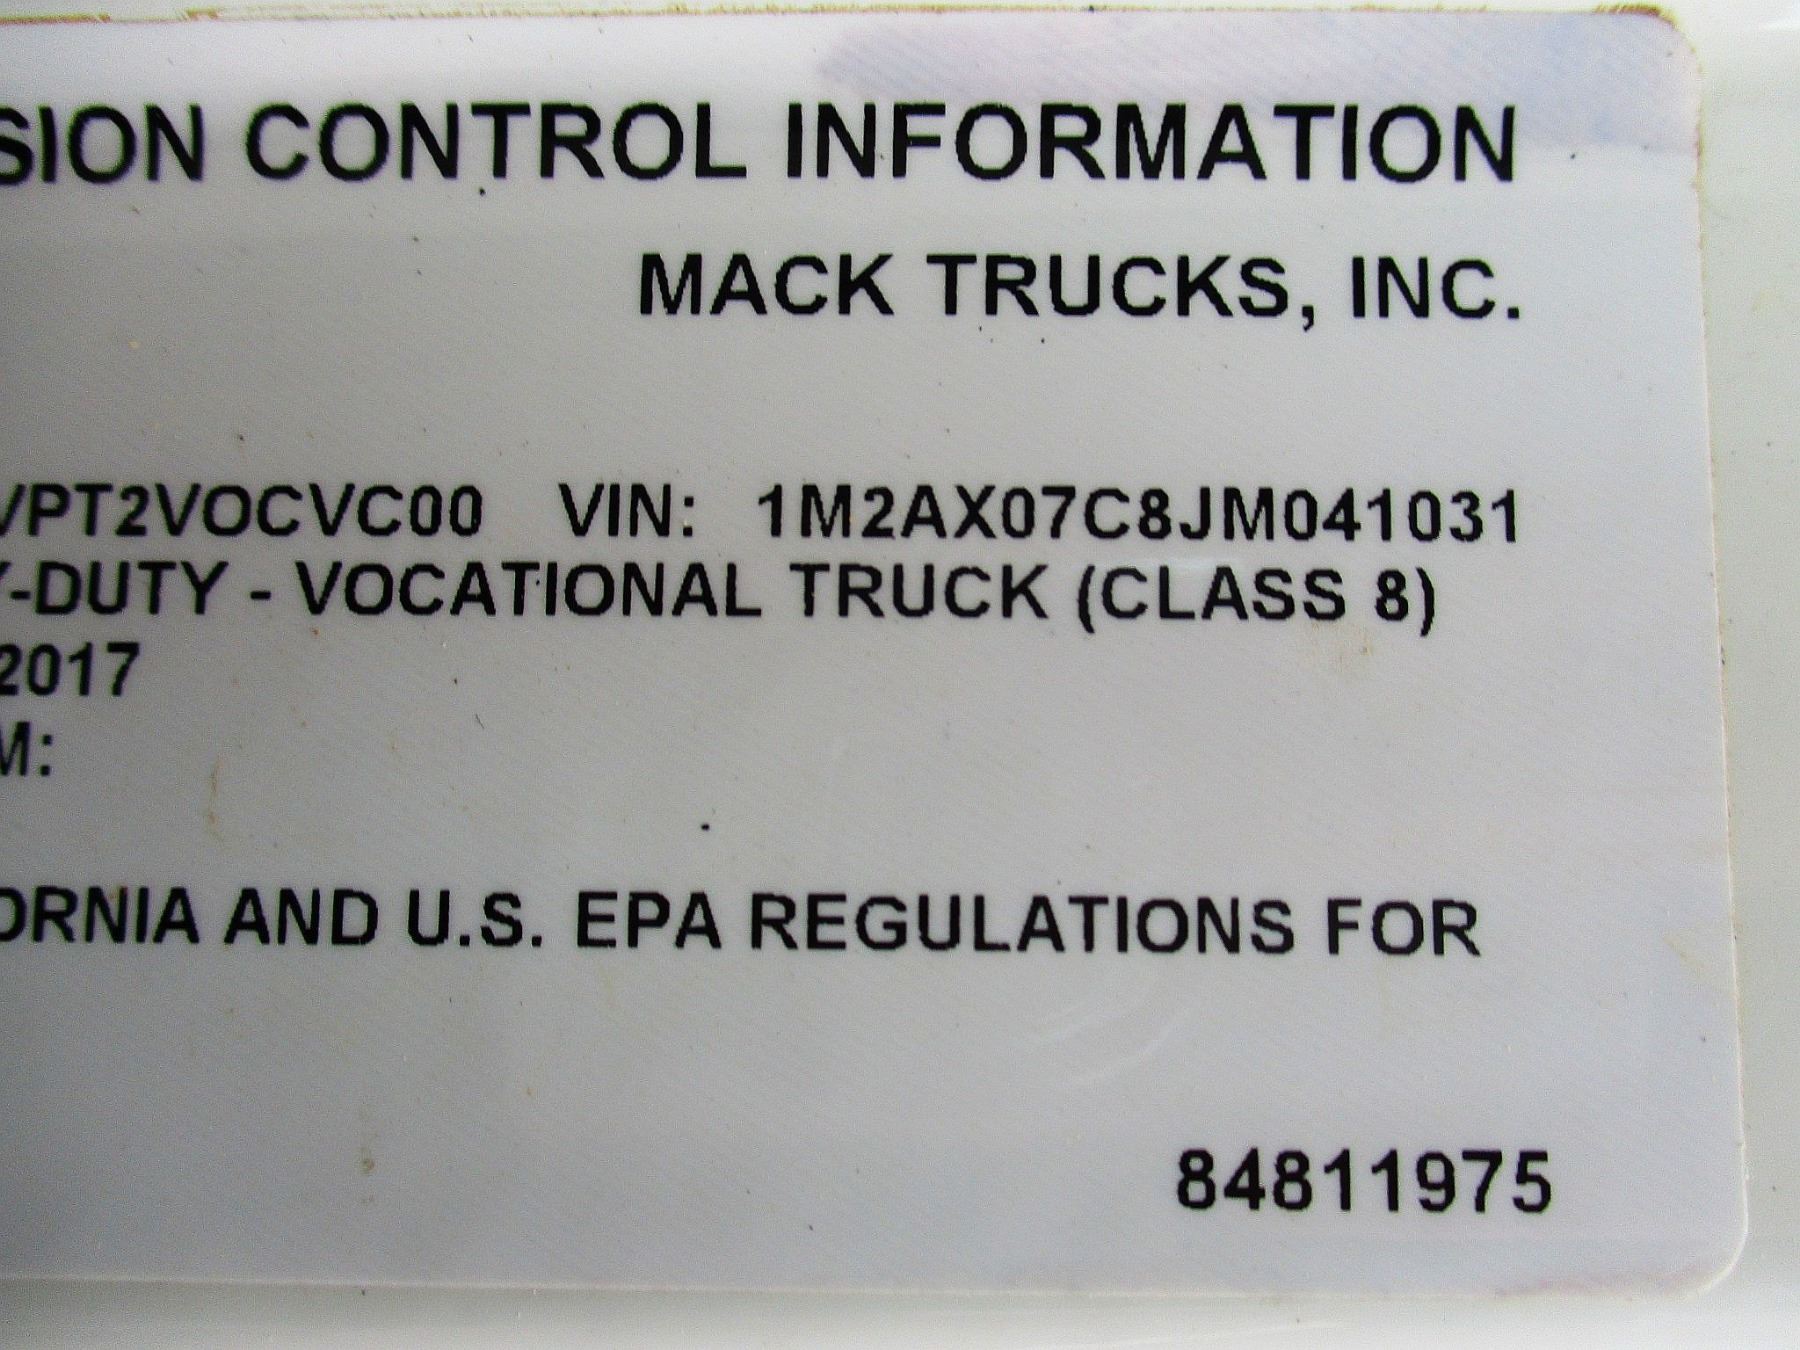 SION CONTROL INFORMATION
MACK TRUCKS, INC.
VPT2VOCVC00 VIN: 1M2AX07C8JM041031
Y-DUTY - VOCATIONAL TRUCK (CLASS 8)
2017
M:
ORNIA AND U.S. EPA REGULATIONS FOR
84811975